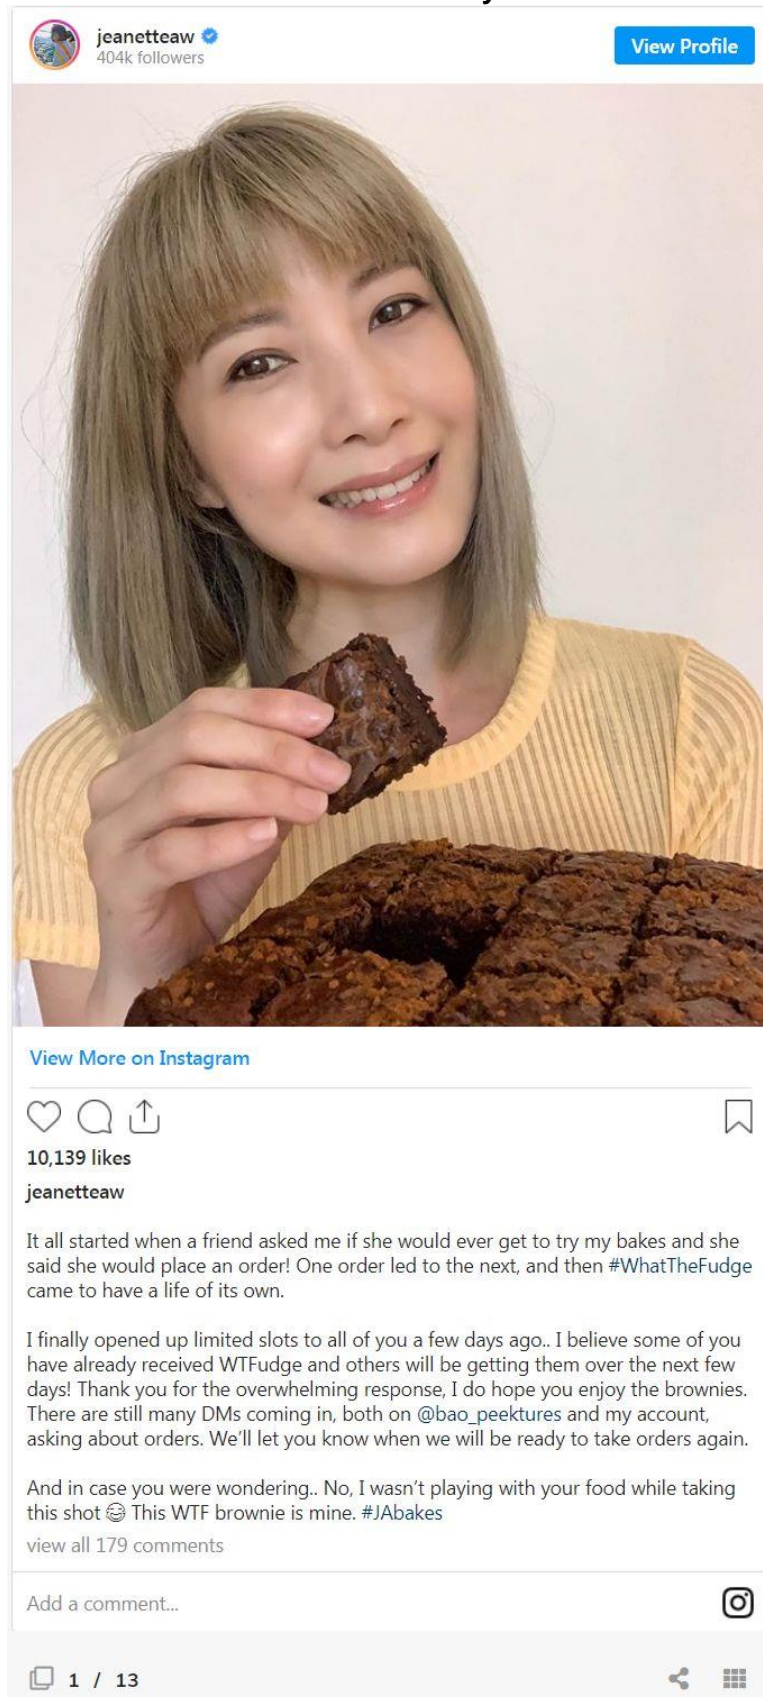 jeanetteaw
404k followers
View Profile
View More on Instagram
10,139 likes
jeanetteaw
It all started when a friend asked me if she would ever get to try my bakes and she
said she would place an order! One order led to the next, and then #WhatTheFudge
came to have a life of its own.
I finally opened up limited slots to all of you a few days ago.. I believe some of you
have already received WTFudge and others will be getting them over the next few
days! Thank you for the overwhelming response, I do hope you enjoy the brownies.
There are still many DMs coming in, both on @bao_peektures and my account,
asking about orders. We’ll let you know when we will be ready to take orders again.
And in case you were wondering.. No, I wasn’t playing with your food while taking
this shot 😂 This WTF brownie is mine. #JAbakes
view all 179 comments
Add a comment...
1 / 13